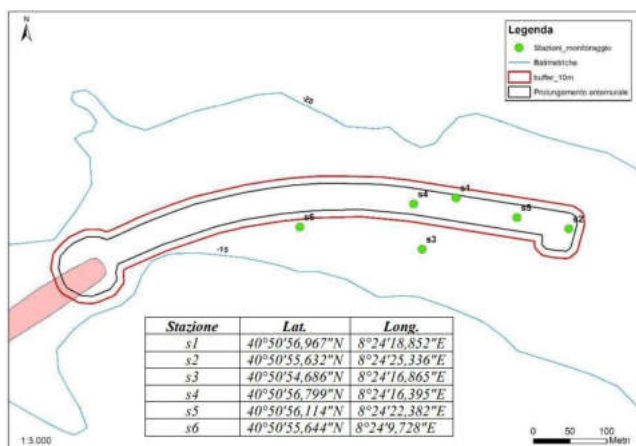 N
Legenda
Stazioni_monitoraggio
Batimetriche
buffer_10m
Prolungamento antemurale
-20
s4
s1
s5
s2
s6
s3
-15
Stazione Lat. Long.
s1 40°50'56,967"N 8°24'18,852"E
s2 40°50'55,632"N 8°24'25,336"E
s3 40°50'54,686"N 8°24'16,865"E
s4 40°50'56,799"N 8°24'16,395"E
s5 40°50'56,114"N 8°24'22,382"E
s6 40°50'55,644"N 8°24'9,728"E
1:3.000
0 50 100
Metri